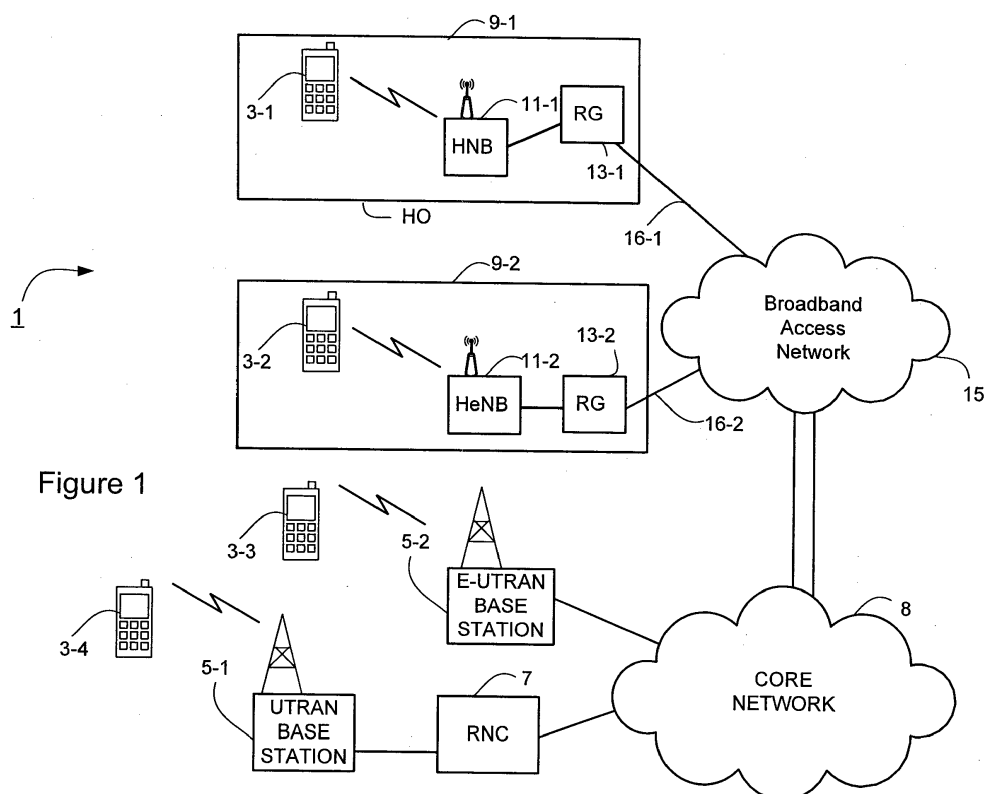 9-1
3-1
11-1
HNB
RG
13-1
HO
16-1
1
9-2
3-2
11-2
13-2
HeNB
RG
16-2
Broadband
Access
Network
15
Figure 1
3-3
5-2
E-UTRAN
BASE
STATION
8
3-4
5-1
UTRAN
BASE
STATION
7
RNC
CORE
NETWORK